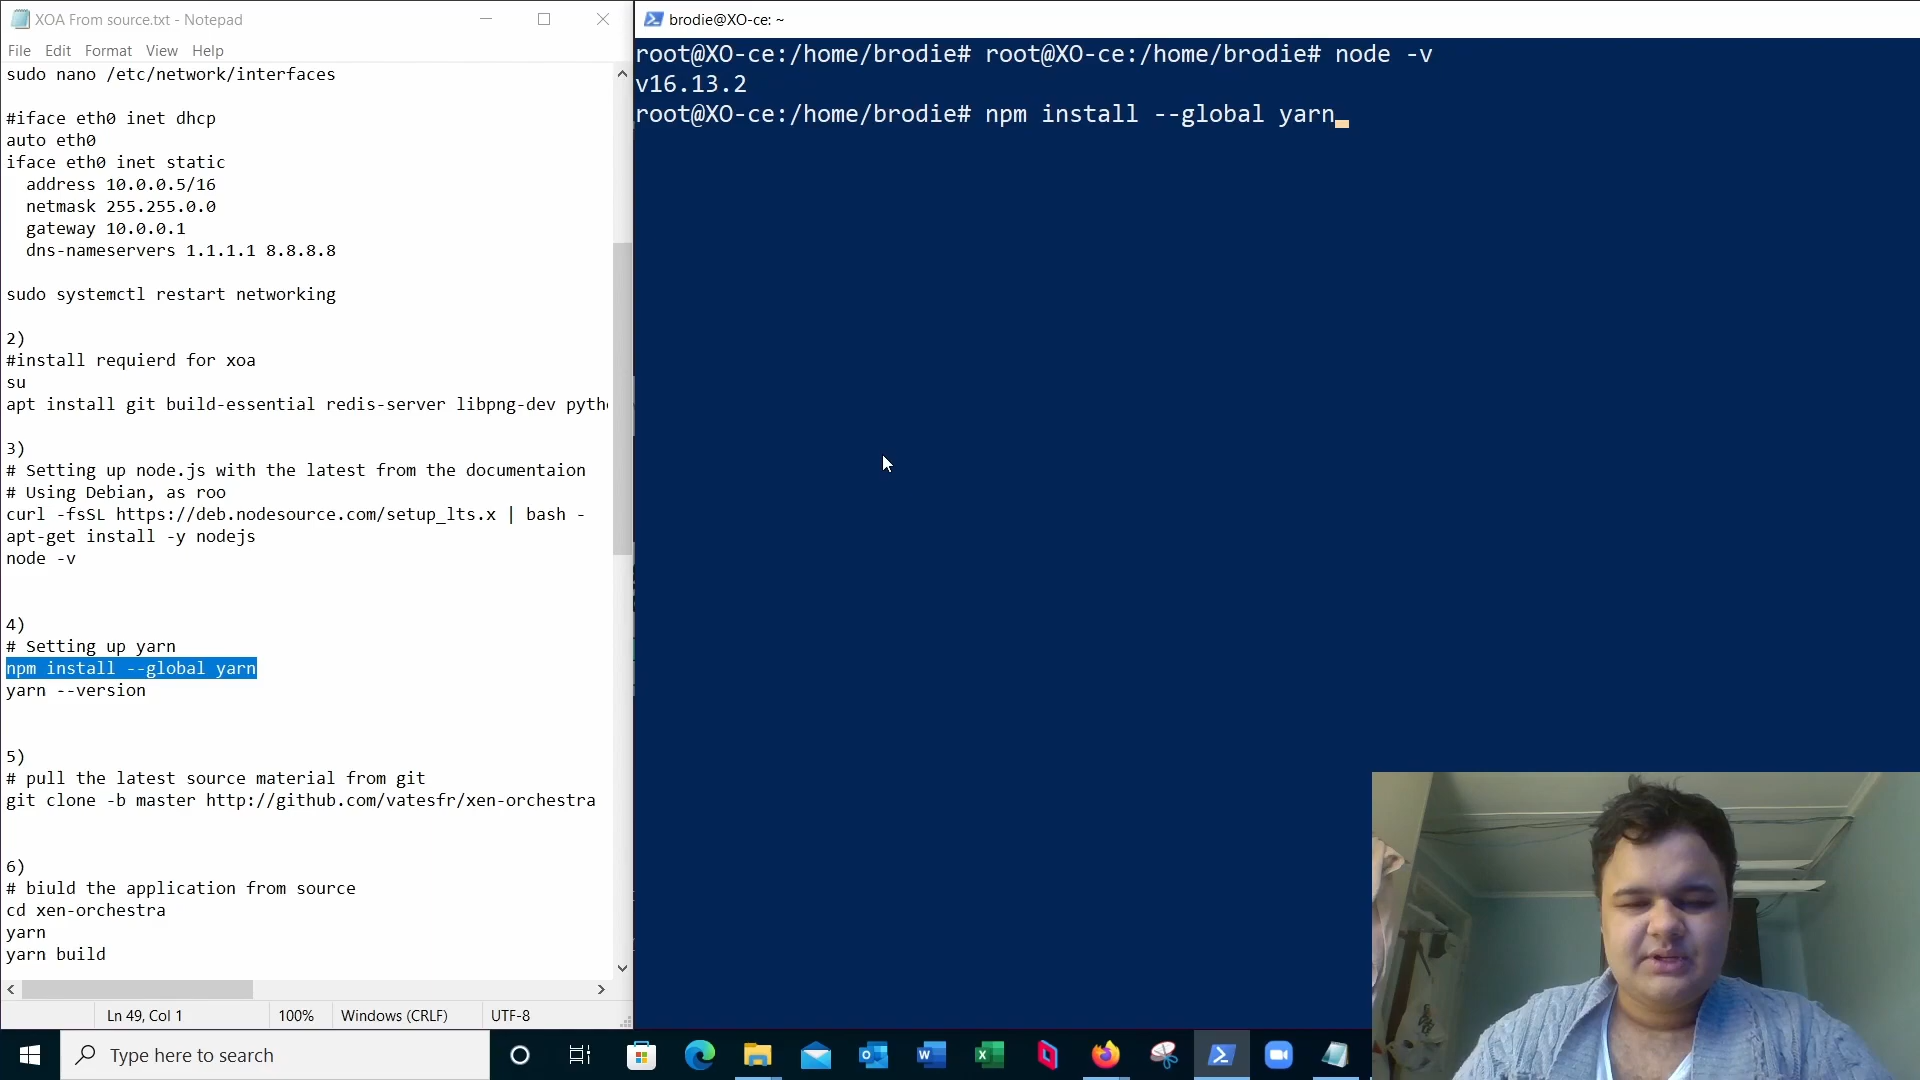 XOA From source.txt - Notepad
File Edit Format View Help
sudo nano /etc/network/interfaces
#iface eth0 inet dhcp
auto eth0
iface eth0 inet static
address 10.0.0.5/16
netmask 255.255.0.0
gateway 10.0.0.1
dns-nameservers 1.1.1.1 8.8.8.8
sudo systemctl restart networking
2)
#install requierd for xoa
su
apt install git build-essential redis-server libpng-dev pytho
3)
# Setting up node.js with the latest from the documentaion
# Using Debian, as roo
curl -fsSL https://deb.nodesource.com/setup_lts.x | bash -
apt-get install -y nodejs
node -v
4)
# Setting up yarn
npm install --global yarn
yarn --version
5)
# pull the latest source material from git
git clone -b master http://github.com/vatesfr/xen-orchestra
6)
# biuld the application from source
cd xen-orchestra
yarn
yarn build
Ln 49, Col 1 100% Windows (CRLF) UTF-8
brodie@XO-ce: ~
root@XO-ce:/home/brodie# root@XO-ce:/home/brodie# node -v
v16.13.2
root@XO-ce:/home/brodie# npm install --global yarn
Type here to search